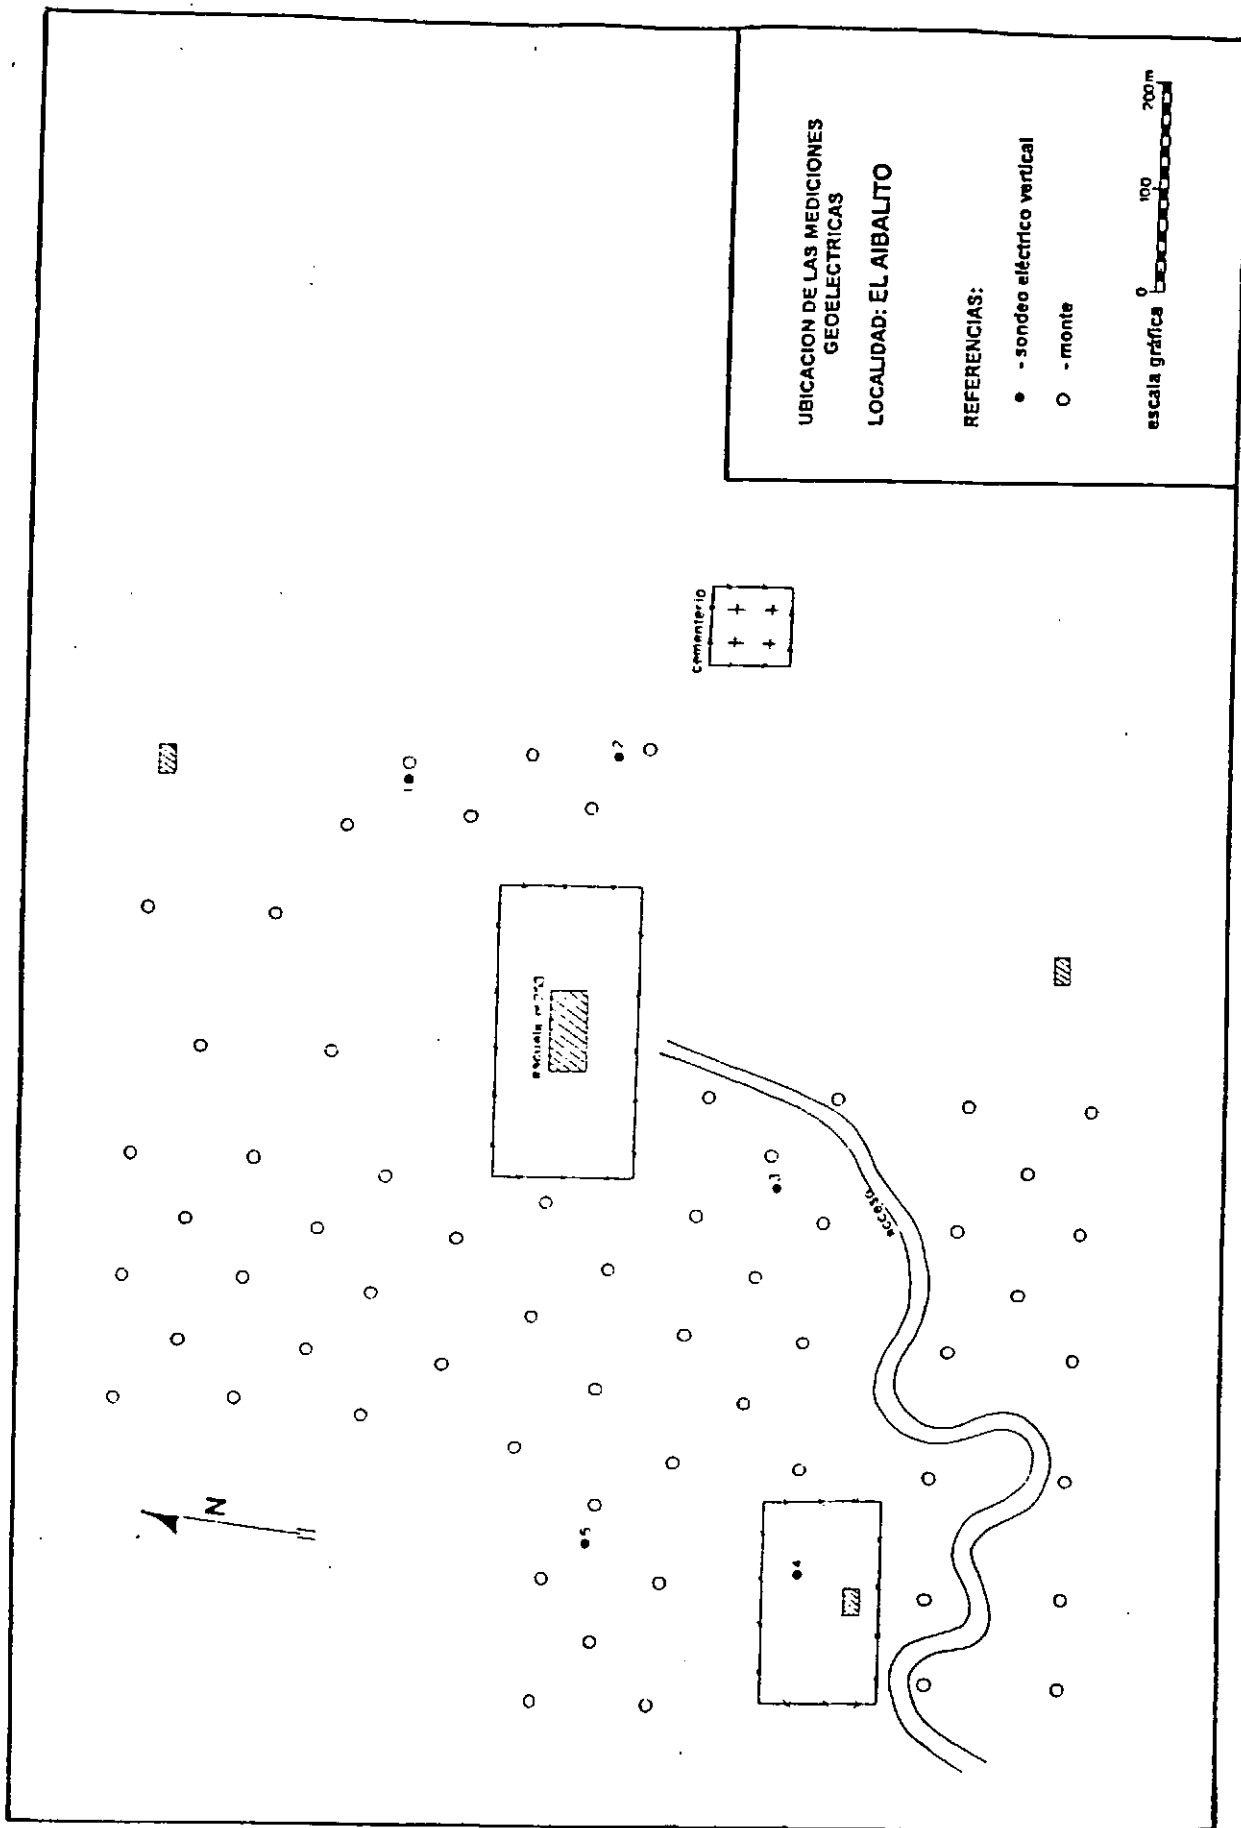 UBICACION DE LAS MEDICIONES
GEOELECTRICAS
LOCALIDAD: EL AIBALITO
REFERENCIAS:
- sondeo eléctrico vertical
- monte
escala gráfica
0 100 200m
N
cementerio
escuela
acceso
1
2
3
4
5